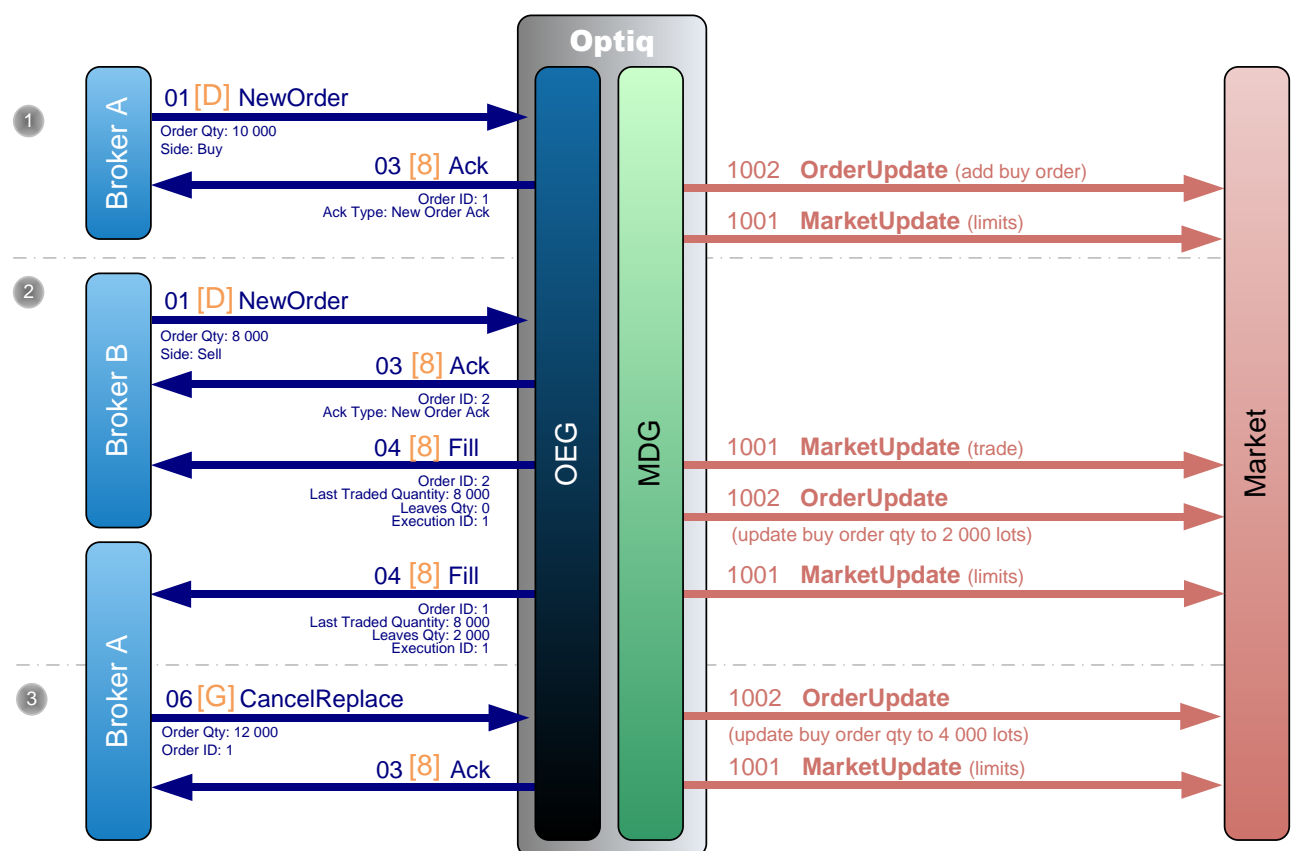 Optiq
1
Broker A
01 [D] NewOrder
Order Qty: 10 000
Side: Buy
03 [8] Ack
Order ID: 1
Ack Type: New Order Ack
1002 OrderUpdate (add buy order)
1001 MarketUpdate (limits)
2
Broker B
01 [D] NewOrder
Order Qty: 8 000
Side: Sell
03 [8] Ack
Order ID: 2
Ack Type: New Order Ack
04 [8] Fill
Order ID: 2
Last Traded Quantity: 8 000
Leaves Qty: 0
Execution ID: 1
OEG
MDG
1001 MarketUpdate (trade)
1002 OrderUpdate
(update buy order qty to 2 000 lots)
Market
Broker A
04 [8] Fill
Order ID: 1
Last Traded Quantity: 8 000
Leaves Qty: 2 000
Execution ID: 1
1001 MarketUpdate (limits)
3
06 [G] CancelReplace
Order Qty: 12 000
Order ID: 1
03 [8] Ack
1002 OrderUpdate
(update buy order qty to 4 000 lots)
1001 MarketUpdate (limits)